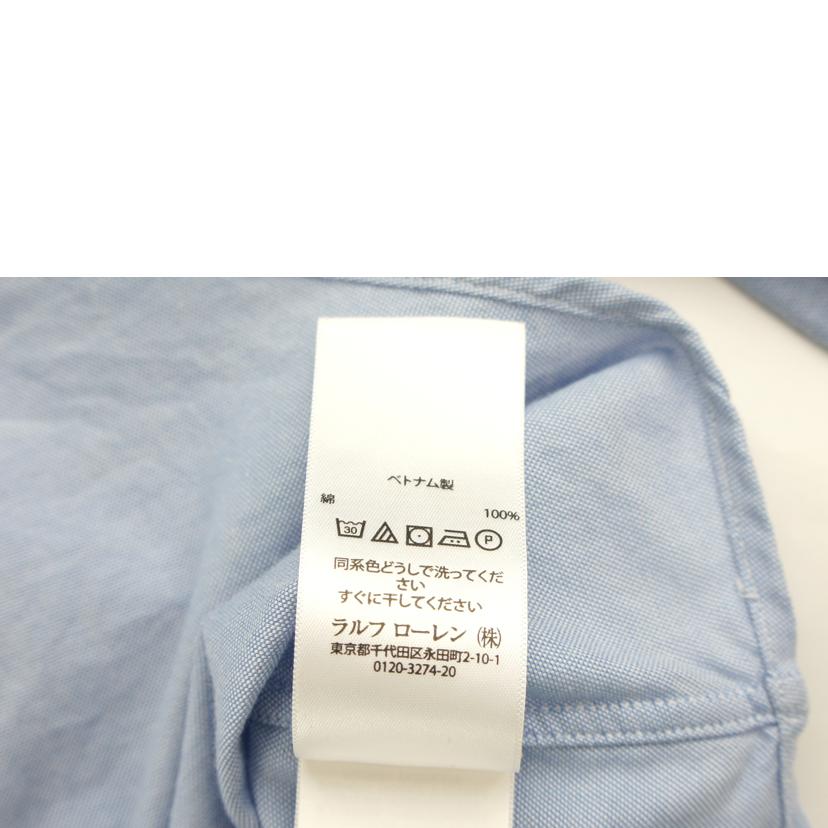 ベトナム製
綿
100%
30 P
同系色どうしで洗ってくだ
さい
すぐに干してください
ラルフ ローレン (株)
東京都千代田区永田町2-10-1
0120-3274-20